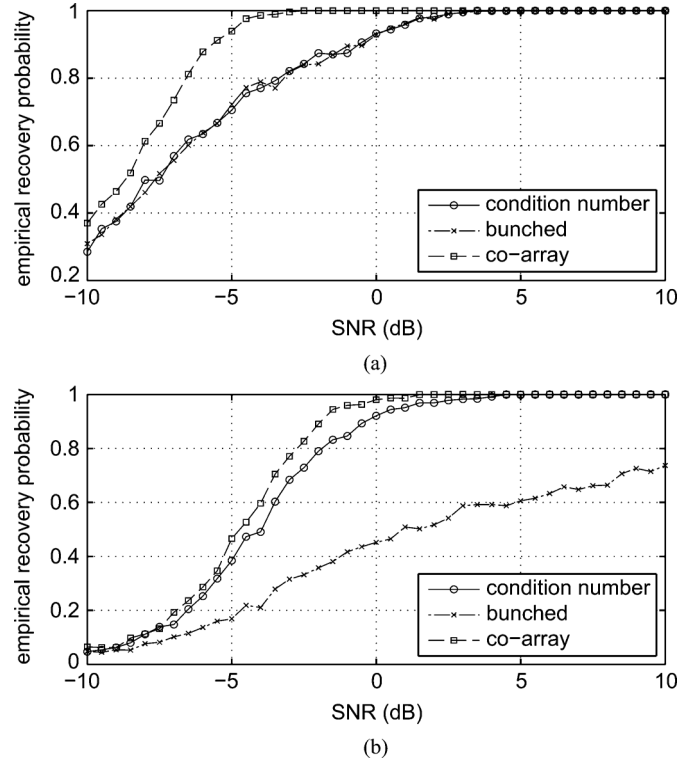 empirical recovery probability
1
0.8
0.6
0.4
0.2
condition number
bunched
co−array
−10
−5
0
5
10
SNR (dB)
(a)
empirical recovery probability
1
0.8
0.6
0.4
0.2
0
condition number
bunched
co−array
−10
−5
0
5
10
SNR (dB)
(b)